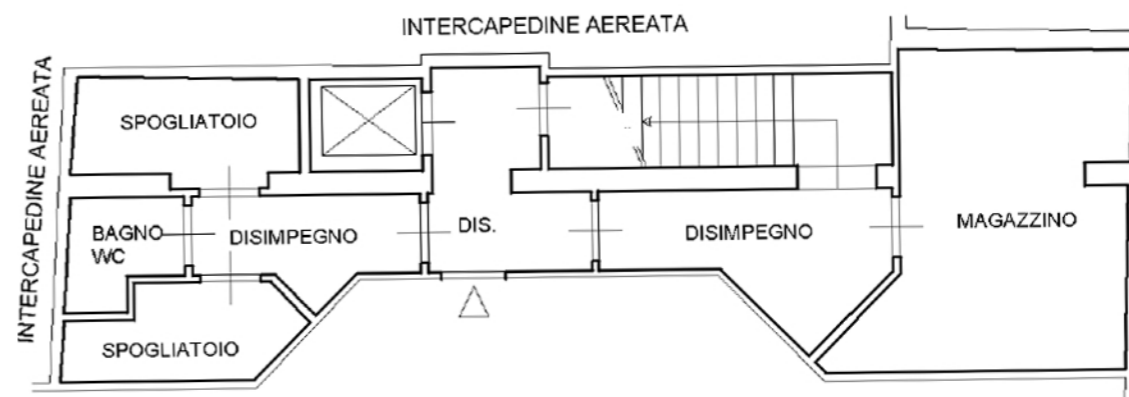 INTERCAPEDINE AEREATA
INTERCAPEDINE AEREATA
SPOGLIATOIO
BAGNO
WC
DISIMPEGNO
DIS.
DISIMPEGNO
MAGAZZINO
SPOGLIATOIO